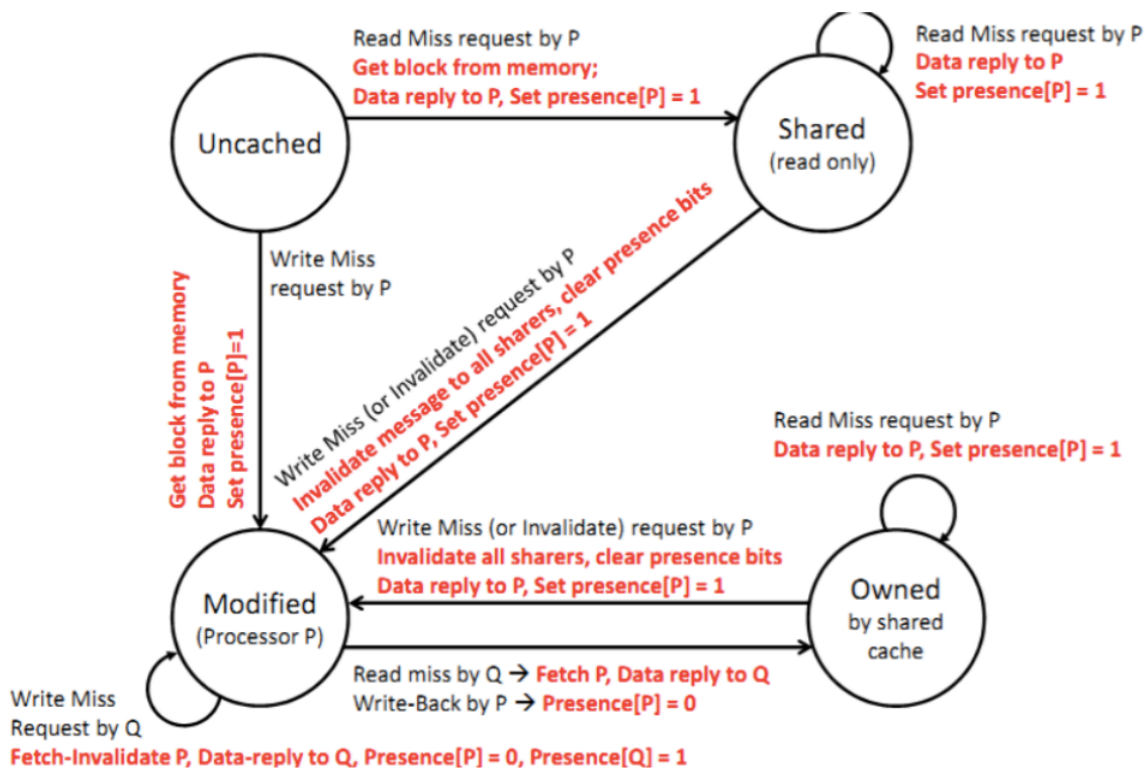 Read Miss request by P
Get block from memory;
Data reply to P, Set presence[P] = 1
Read Miss request by P
Data reply to P
Set presence[P] = 1
Uncached
Shared
(read only)
Write Miss
request by P
Get block from memory
Data reply to P
Set presence[P]=1
Write Miss (or Invalidate) request by P
Invalidate message to all sharers, clear presence bits
Data reply to P, Set presence[P] = 1
Read Miss request by P
Data reply to P, Set presence[P] = 1
Write Miss (or Invalidate) request by P
Invalidate all sharers, clear presence bits
Data reply to P, Set presence[P] = 1
Modified
(Processor P)
Owned
by shared
cache
Read miss by Q → Fetch P, Data reply to Q
Write-Back by P → Presence[P] = 0
Write Miss
Request by Q
Fetch-Invalidate P, Data-reply to Q, Presence[P] = 0, Presence[Q] = 1